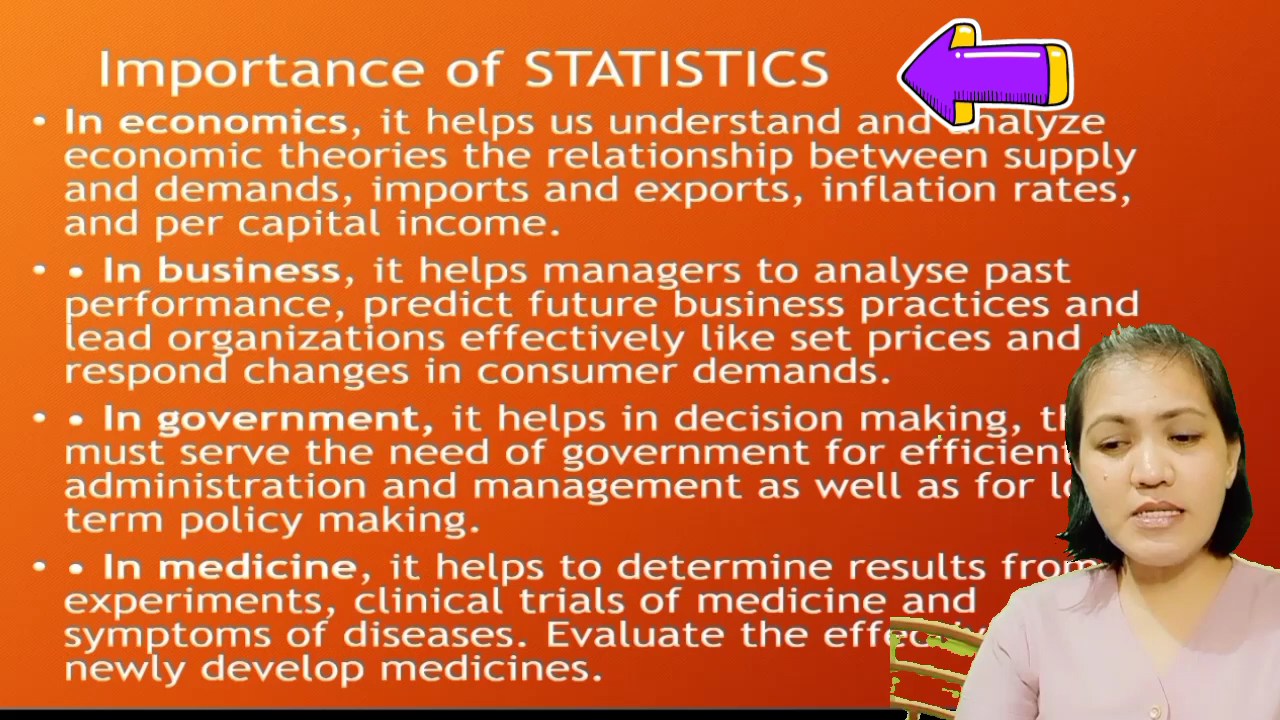 Importance of STATISTICS
• In economics, it helps us understand and analyze
economic theories the relationship between supply
and demands, imports and exports, inflation rates,
and per capital income.
• • In business, it helps managers to analyse past
performance, predict future business practices and
lead organizations effectively like set prices and
respond changes in consumer demands.
• • In government, it helps in decision making,
must serve the need of government for efficient
administration and management as well as for
term policy making.
• • In medicine, it helps to determine results from
experiments, clinical trials of medicine and
symptoms of diseases. Evaluate the
newly develop medicines.